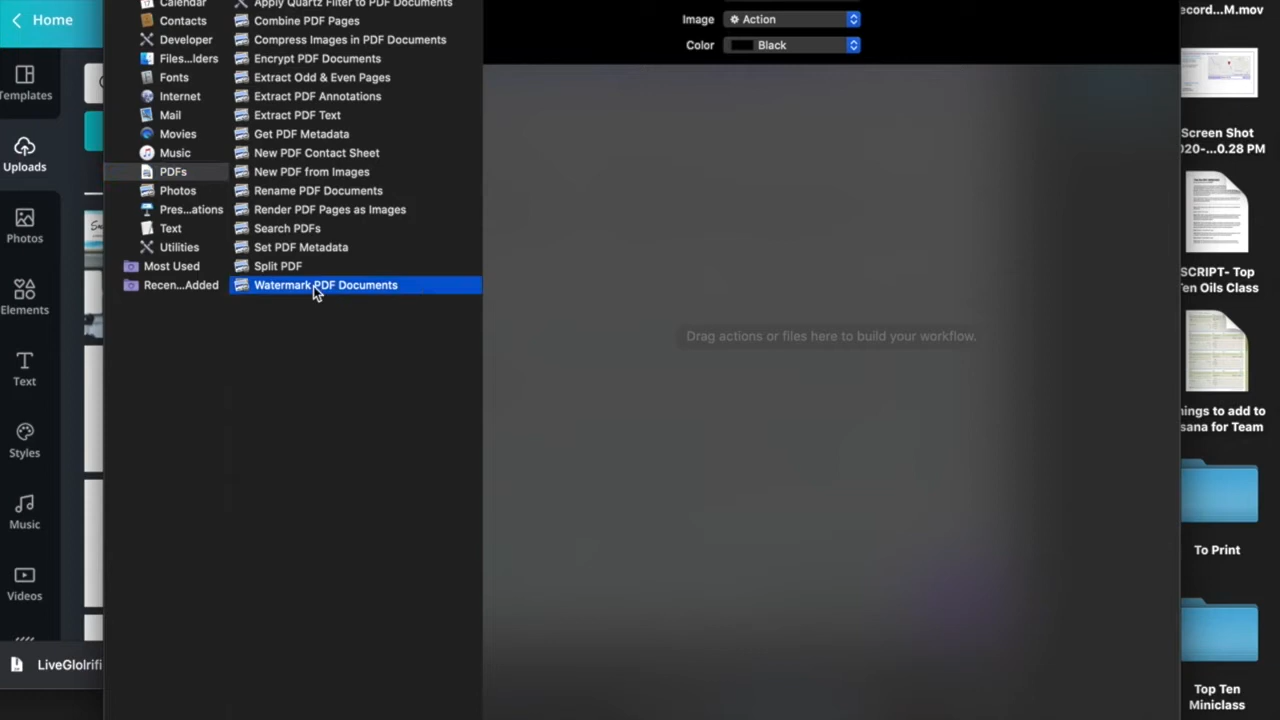 Home
Templates
Uploads
Photos
Elements
Text
Styles
Music
Videos
LiveGlolrifi
Calendar
Contacts
Developer
Files...lders
Fonts
Internet
Mail
Movies
Music
PDFs
Photos
Pres...ations
Text
Utilities
Most Used
Recen...Added
Apply Quartz Filter to PDF Documents
Combine PDF Pages
Compress Images in PDF Documents
Encrypt PDF Documents
Extract Odd & Even Pages
Extract PDF Annotations
Extract PDF Text
Get PDF Metadata
New PDF Contact Sheet
New PDF from Images
Rename PDF Documents
Render PDF Pages as Images
Search PDFs
Set PDF Metadata
Split PDF
Watermark PDF Documents
Image Action
Color Black
Drag actions or files here to build your workflow.
ecord...M.mov
Screen Shot
020-...0.28 PM
SCRIPT- Top
Ten Oils Class
ings to add to
sana for Team
To Print
Top Ten
Miniclass